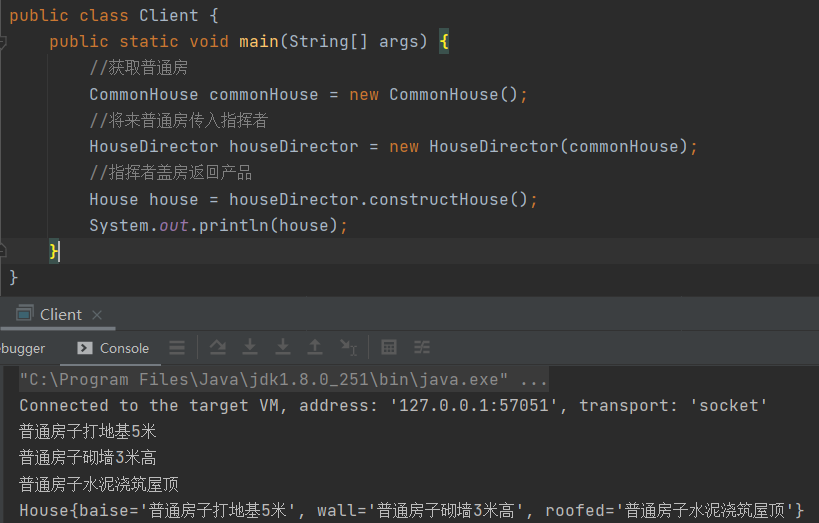 public class Client {
public static void main(String[] args) {
//获取普通房
CommonHouse commonHouse = new CommonHouse();
//将来普通房传入指挥者
HouseDirector houseDirector = new HouseDirector(commonHouse);
//指挥者盖房返回产品
House house = houseDirector.constructHouse();
System.out.println(house);
}
}
Client ×
ebugger Console
"C:\Program Files\Java\jdk1.8.0_251\bin\java.exe" ...
Connected to the target VM, address: '127.0.0.1:57051', transport: 'socket'
普通房子打地基5米
普通房子砌墙3米高
普通房子水泥浇筑屋顶
House{baise='普通房子打地基5米', wall='普通房子砌墙3米高', roofed='普通房子水泥浇筑屋顶'}